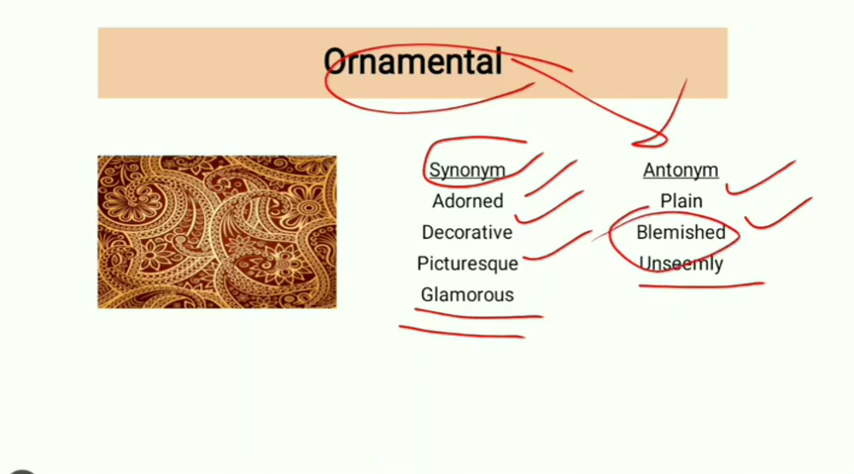 Ornamental
Synonym
Adorned
Decorative
Picturesque
Glamorous
Antonym
Plain
Blemished
Unseemly